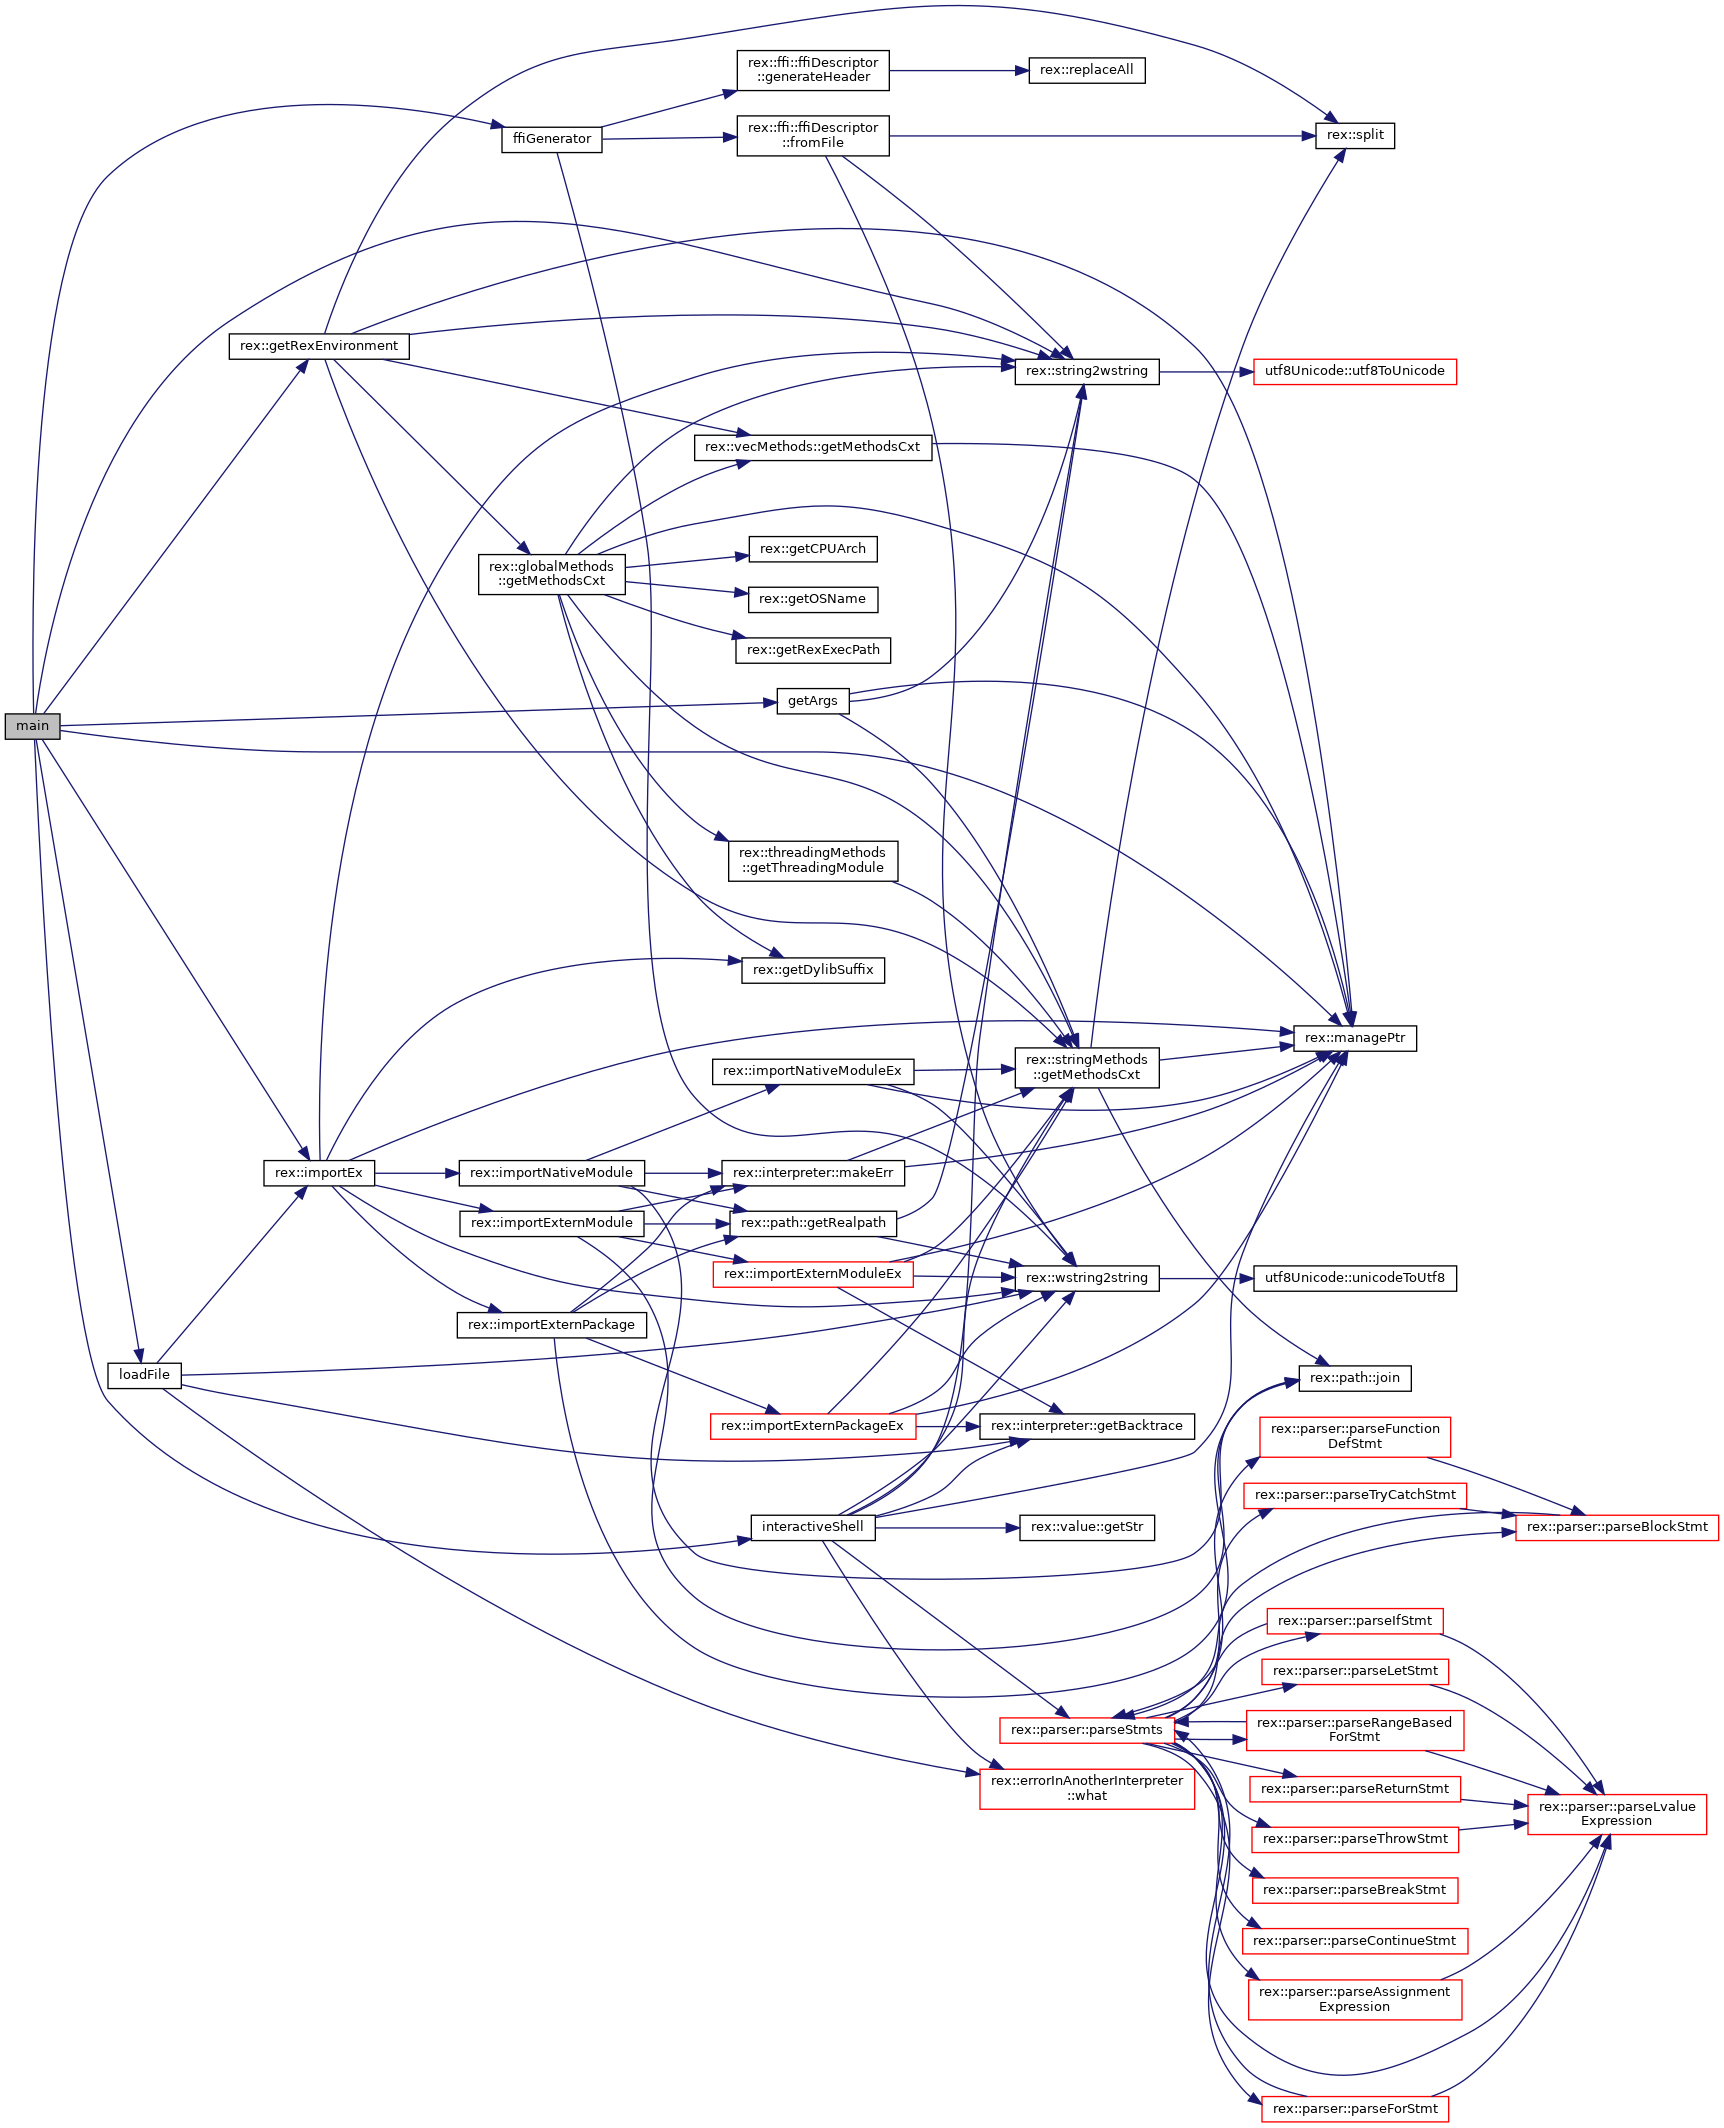 rex::ffi::ffiDescriptor
::generateHeader
rex::replaceAll
ffiGenerator
rex::ffi::ffiDescriptor
::fromFile
rex::split
rex::getRexEnvironment
rex::string2wstring
utf8Unicode::utf8ToUnicode
rex::vecMethods::getMethodsCxt
rex::globalMethods
::getMethodsCxt
rex::getCPUArch
rex::getOSName
rex::getRexExecPath
main
getArgs
rex::threadingMethods
::getThreadingModule
rex::getDylibSuffix
rex::managePtr
rex::importNativeModuleEx
rex::stringMethods
::getMethodsCxt
rex::importEx
rex::importNativeModule
rex::interpreter::makeErr
rex::importExternModule
rex::path::getRealpath
rex::importExternModuleEx
rex::wstring2string
utf8Unicode::unicodeToUtf8
rex::importExternPackage
loadFile
rex::path::join
rex::importExternPackageEx
rex::interpreter::getBacktrace
rex::parser::parseFunction
DefStmt
rex::parser::parseTryCatchStmt
interactiveShell
rex::value::getStr
rex::parser::parseBlockStmt
rex::parser::parseIfStmt
rex::parser::parseLetStmt
rex::parser::parseStmts
rex::parser::parseRangeBased
ForStmt
rex::errorInAnotherInterpreter
::what
rex::parser::parseReturnStmt
rex::parser::parseLvalue
Expression
rex::parser::parseThrowStmt
rex::parser::parseBreakStmt
rex::parser::parseContinueStmt
rex::parser::parseAssignment
Expression
rex::parser::parseForStmt